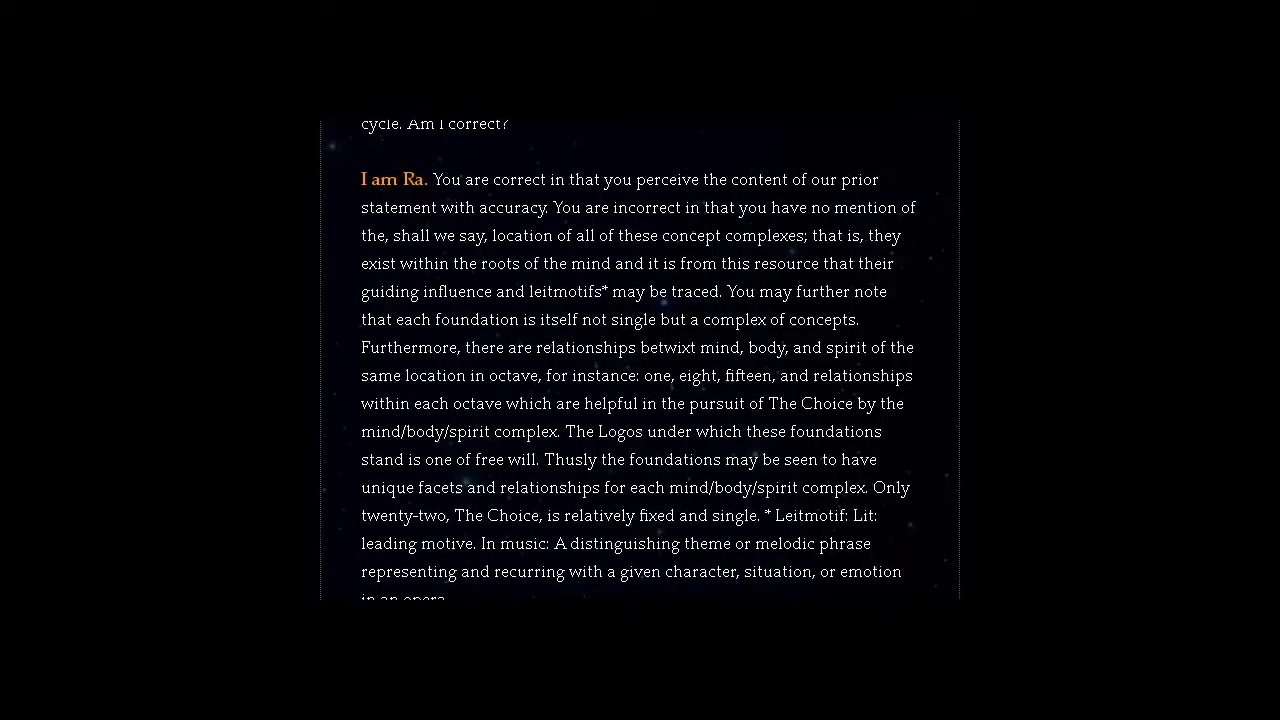 cycle. Am I correct?
I am Ra. You are correct in that you perceive the content of our prior
statement with accuracy. You are incorrect in that you have no mention of
the, shall we say, location of all of these concept complexes; that is, they
exist within the roots of the mind and it is from this resource that their
guiding influence and leitmotifs* may be traced. You may further note
that each foundation is itself not single but a complex of concepts.
Furthermore, there are relationships betwixt mind, body, and spirit of the
same location in octave, for instance: one, eight, fifteen, and relationships
within each octave which are helpful in the pursuit of The Choice by the
mind/body/spirit complex. The Logos under which these foundations
stand is one of free will. Thusly the foundations may be seen to have
unique facets and relationships for each mind/body/spirit complex. Only
twenty-two, The Choice, is relatively fixed and single. * Leitmotif: Lit:
leading motive. In music: A distinguishing theme or melodic phrase
representing and recurring with a given character, situation, or emotion
in an opera.